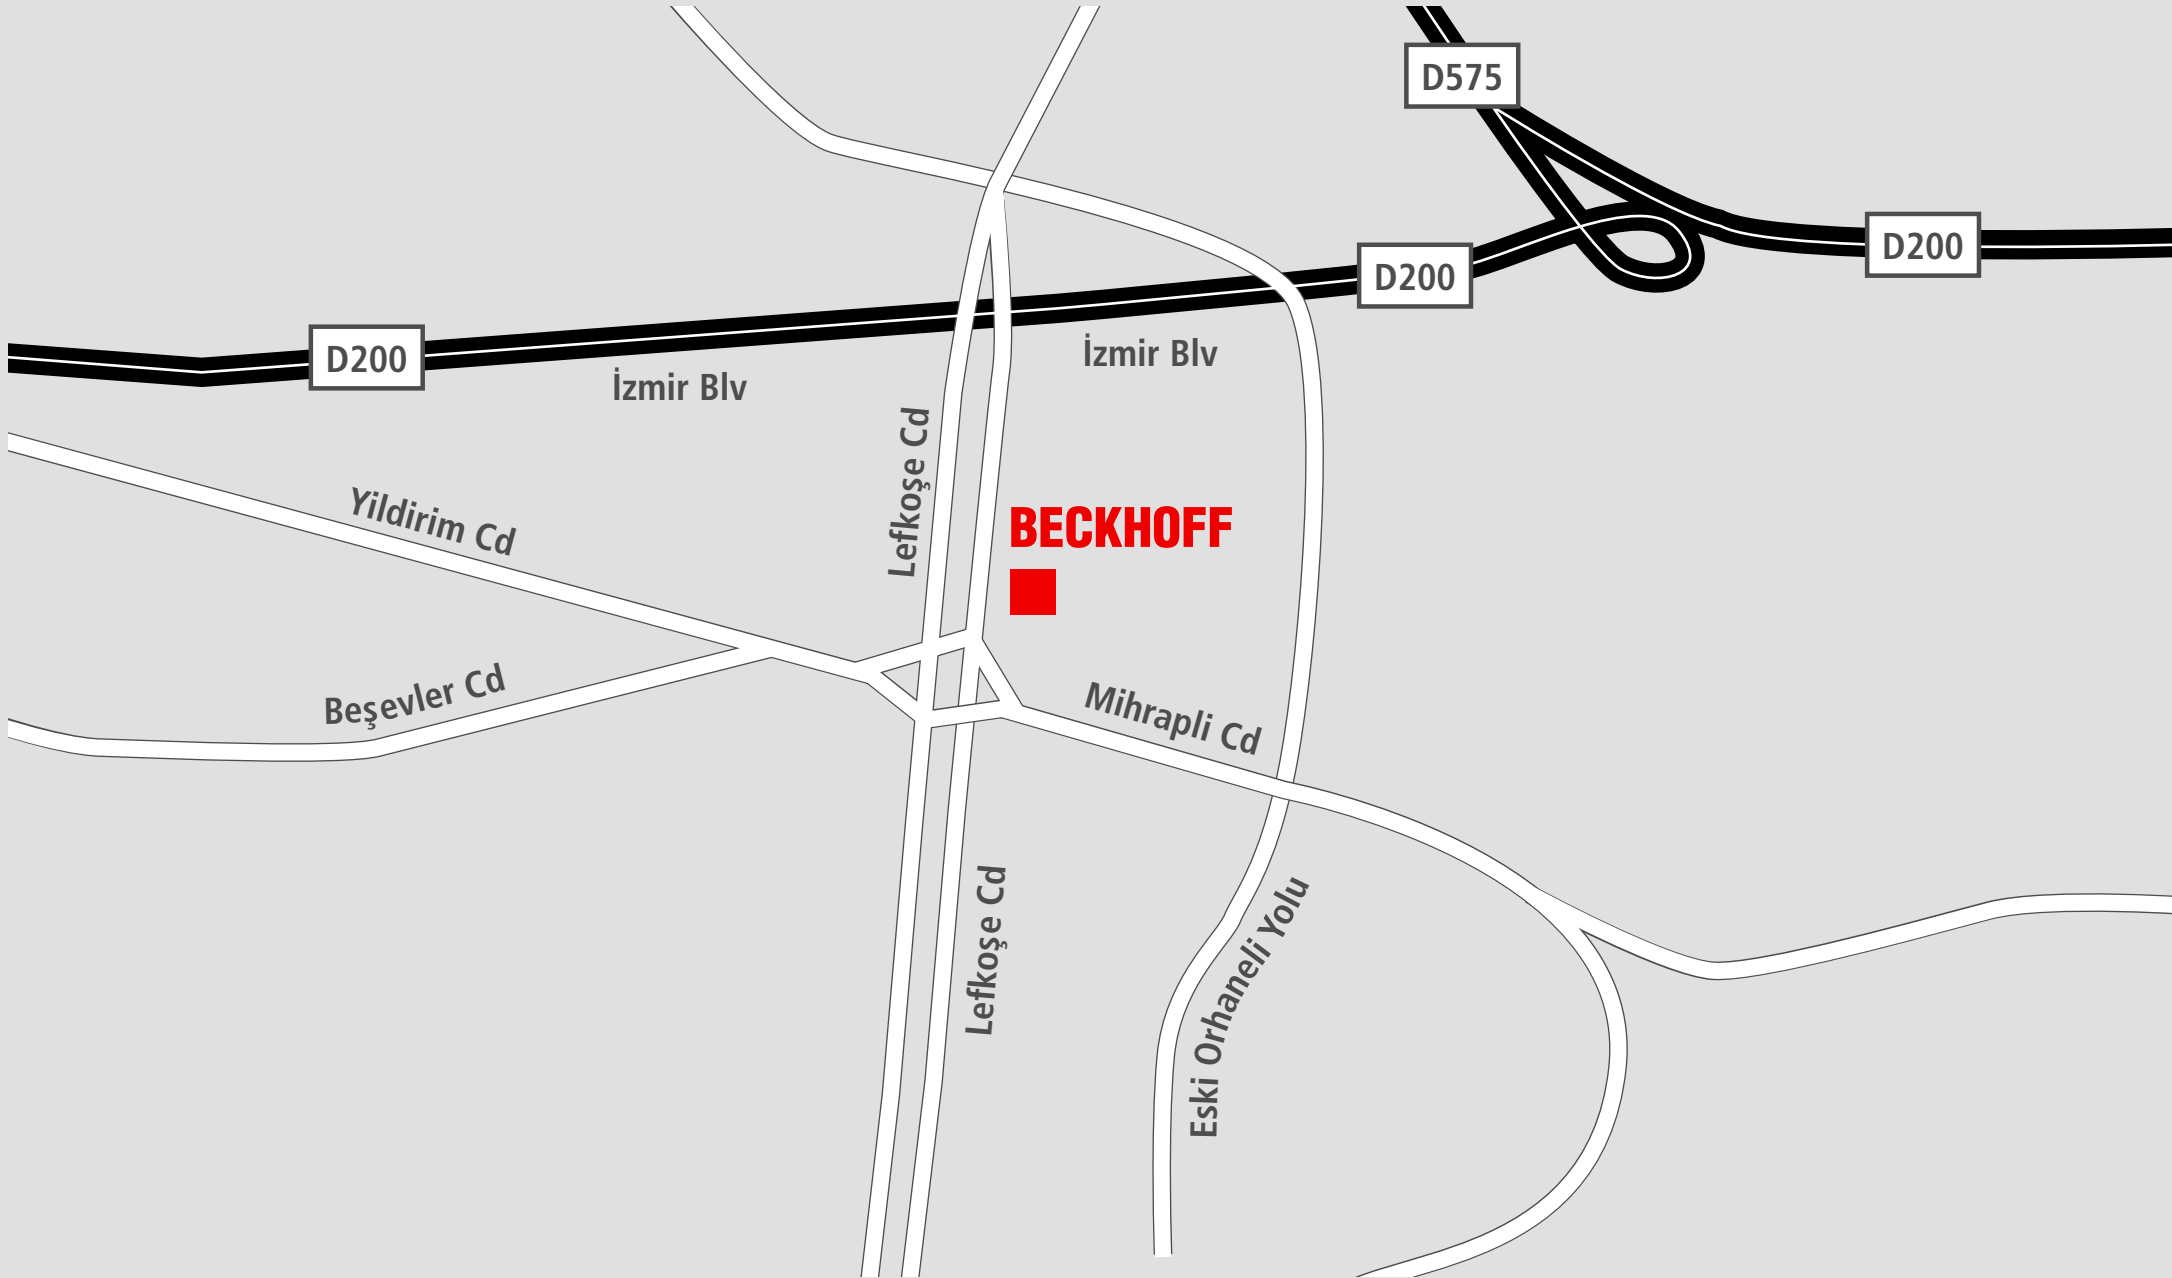 D575
D200
D200
D200
İzmir Blv
İzmir Blv
Lefkoşe Cd
Yildirim Cd
BECKHOFF
Beşevler Cd
Mihrapli Cd
Lefkoşe Cd
Eski Orhaneli Yolu